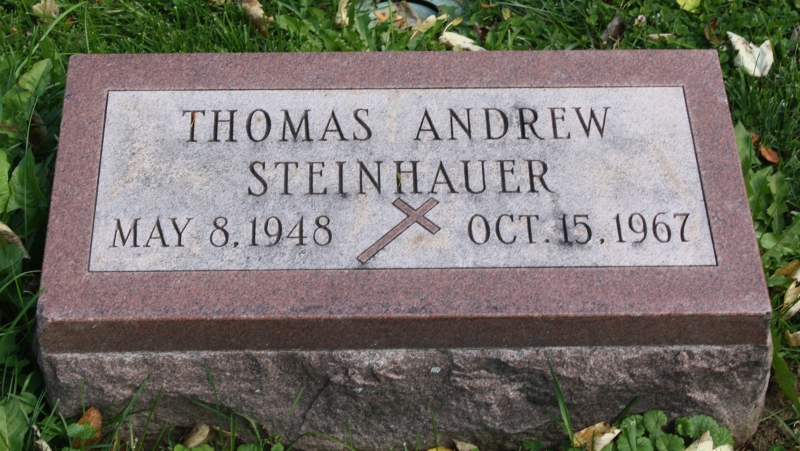 THOMAS ANDREW
STEINHAUER
MAY 8, 1948 OCT. 15, 1967